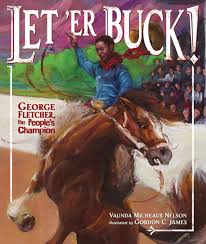 LET 'ER BUCK!
GEORGE
FLETCHER,
THE PEOPLE'S
CHAMPION
VAUNDA MICHEAUX NELSON
Illustrated by GORDON C. JAMES